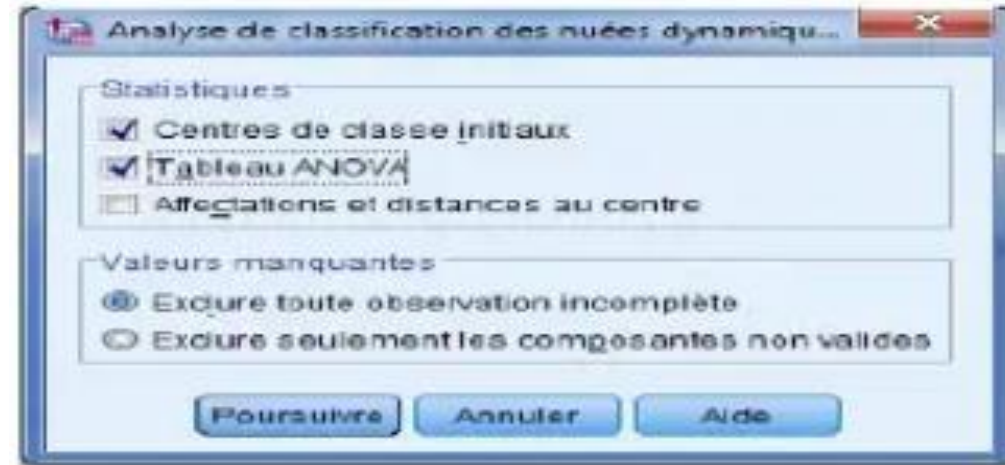 Analyse de classification des nuées dynamiqu...
Statistiques
Centres de classe initiaux
Tableau ANOVA
Affectations et distances au centre
Valeurs manquantes
Exclure toute observation incomplète
Exclure seulement les composantes non valides
Poursuivre Annuler Aide